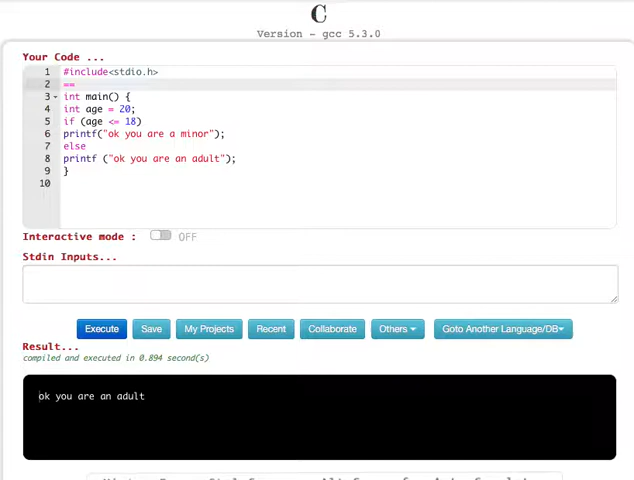 C
Version - gcc 5.3.0
Your Code ...
1 #include<stdio.h>
2 ==
3 int main() {
4 int age = 20;
5 if (age <= 18)
6 printf("ok you are a minor");
7 else
8 printf ("ok you are an adult");
9 }
10
Interactive mode : OFF
Stdin Inputs...
Execute Save My Projects Recent Collaborate Others Goto Another Language/DB
Result...
compiled and executed in 0.894 second(s)
ok you are an adult